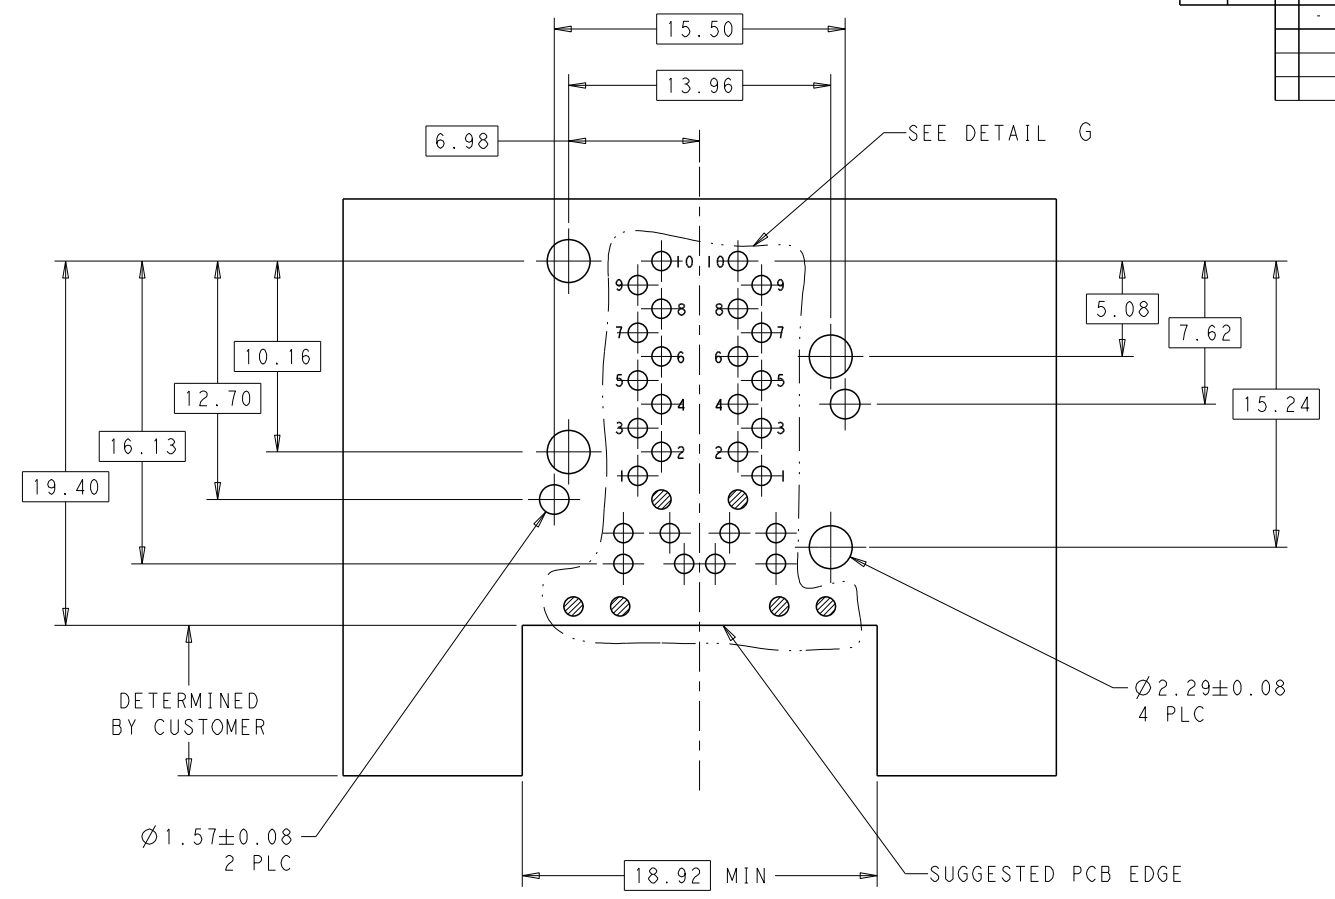 15.50
13.96
6.98
SEE DETAIL G
-
10 10
9 9
8 8
5.08
7 7
7.62
10.16
6 6
5 5
12.70
4 4
15.24
16.13
3 3
2 2
19.40
1 1
DETERMINED
BY CUSTOMER
Ø2.29±0.08
4 PLC
Ø1.57±0.08
2 PLC
18.92 MIN
SUGGESTED PCB EDGE